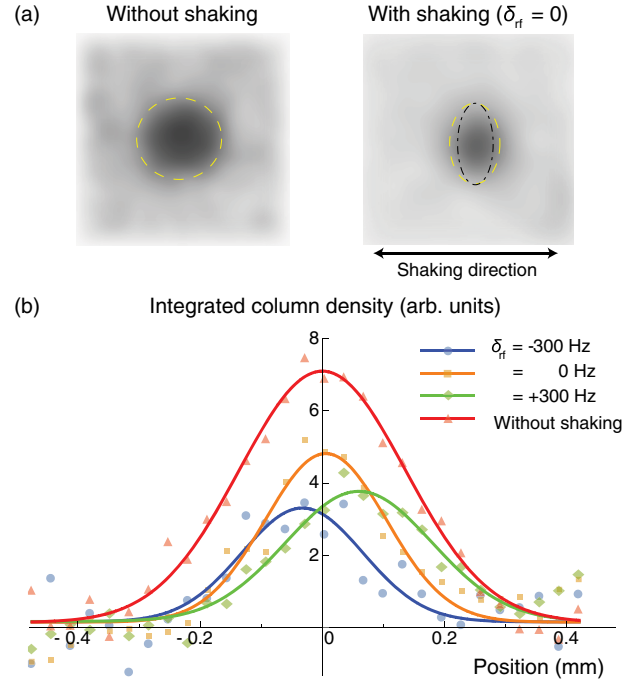 (a)
Without shaking
With shaking (δrf = 0)
Shaking direction
(b)
Integrated column density (arb. units)
8
6
4
2
δrf = -300 Hz
= 0 Hz
= +300 Hz
Without shaking
- 0.4
- 0.2
0
0.2
0.4
Position (mm)